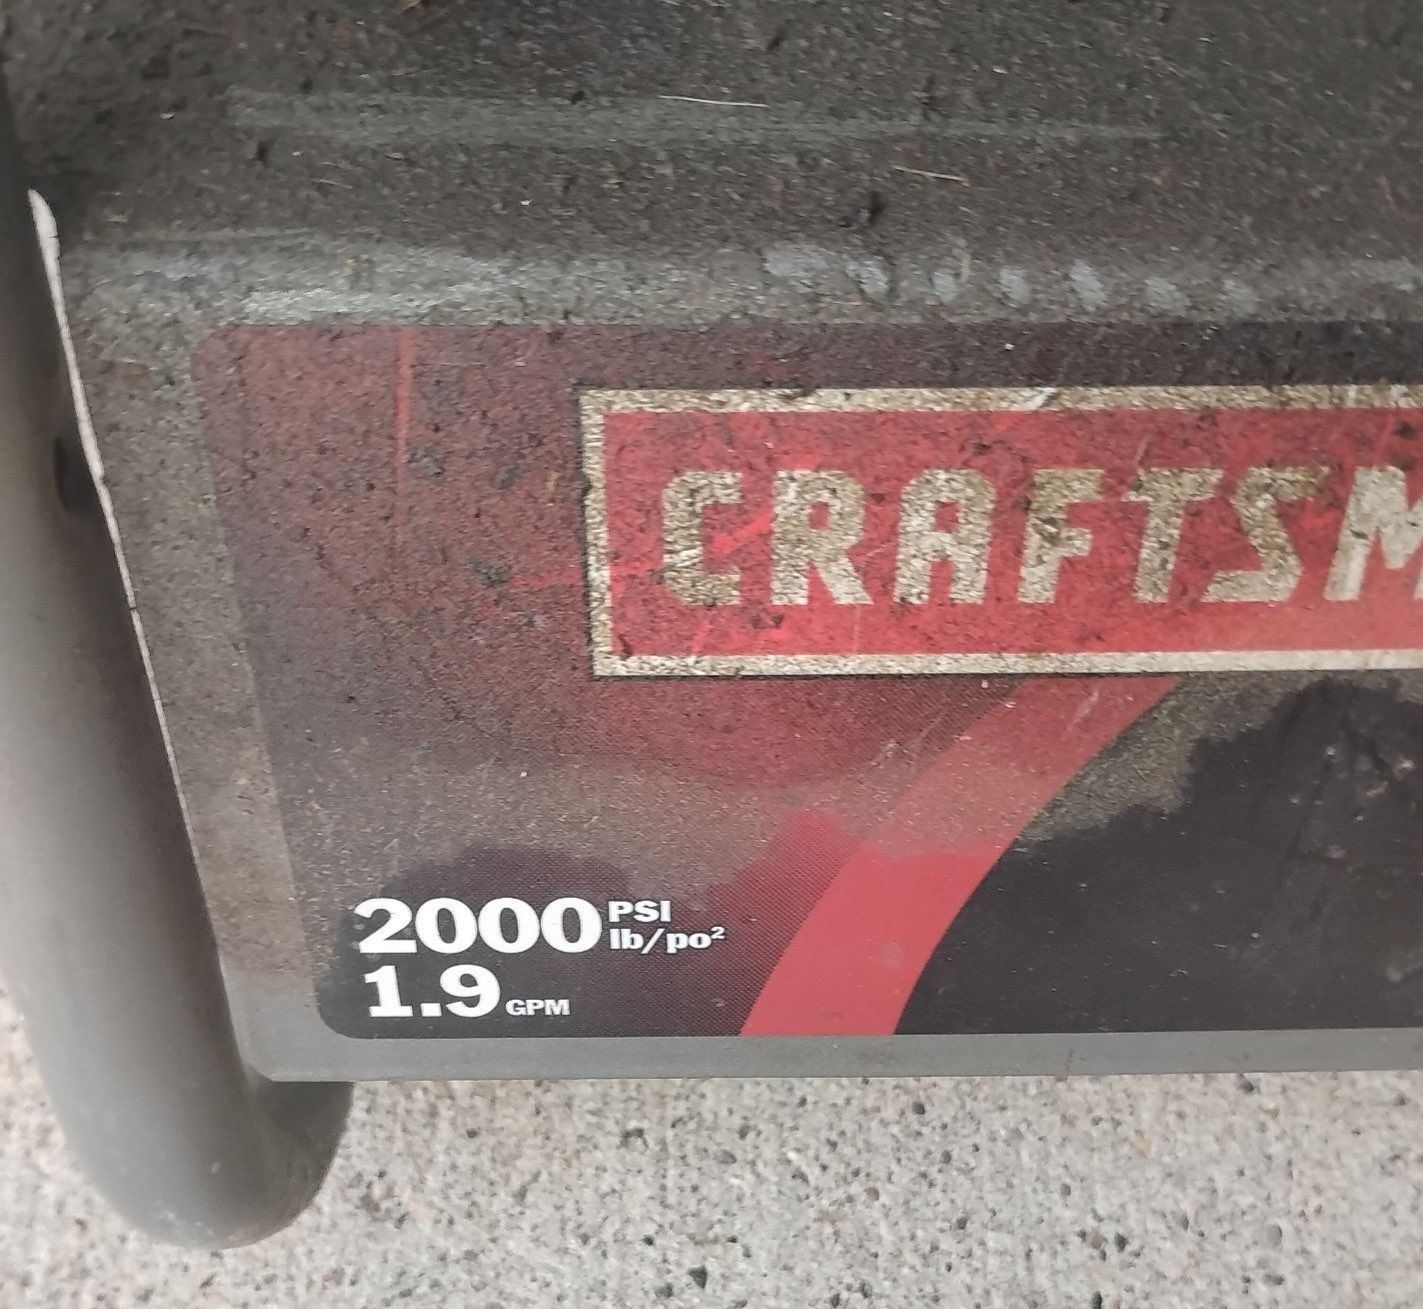 CRAFTSM
2000 PSI
lb/po²
1.9 GPM